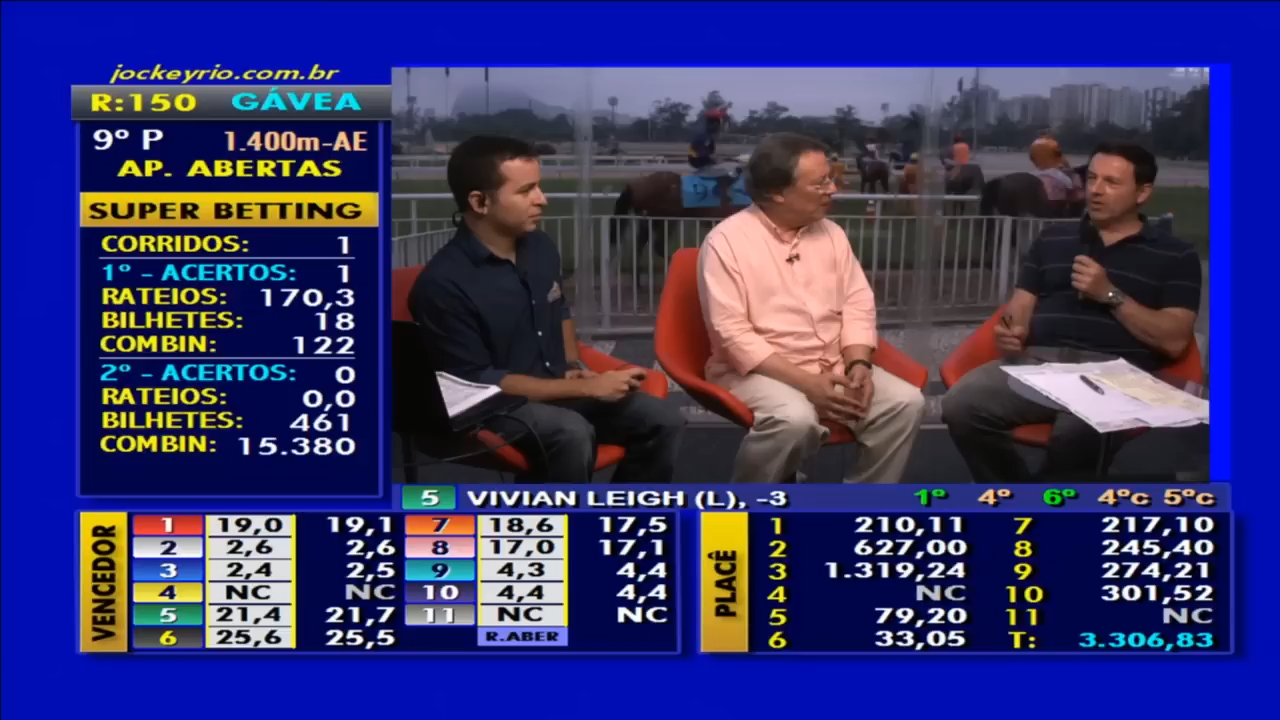 jockeyrio.com.br
R:150 GÁVEA
9º P 1.400m-AE
AP. ABERTAS
SUPER BETTING
CORRIDOS: 1
1º - ACERTOS: 1
RATEIOS: 170,3
BILHETES: 18
COMBIN: 122
2º - ACERTOS: 0
RATEIOS: 0,0
BILHETES: 461
COMBIN: 15.380
5 VIVIAN LEIGH (L), -3 1º 4º 6º 4ºc 5ºc
VENCEDOR
1 19,0 19,1 7 18,6 17,5
2 2,6 2,6 8 17,0 17,1
3 2,4 2,5 9 4,3 4,4
4 NC NC 10 4,4 4,4
5 21,4 21,7 11 NC NC
6 25,6 25,5 R.ABER
PLACÊ
1 210,11 7 217,10
2 627,00 8 245,40
3 1.319,24 9 274,21
4 NC 10 301,52
5 79,20 11 NC
6 33,05 T: 3.306,83